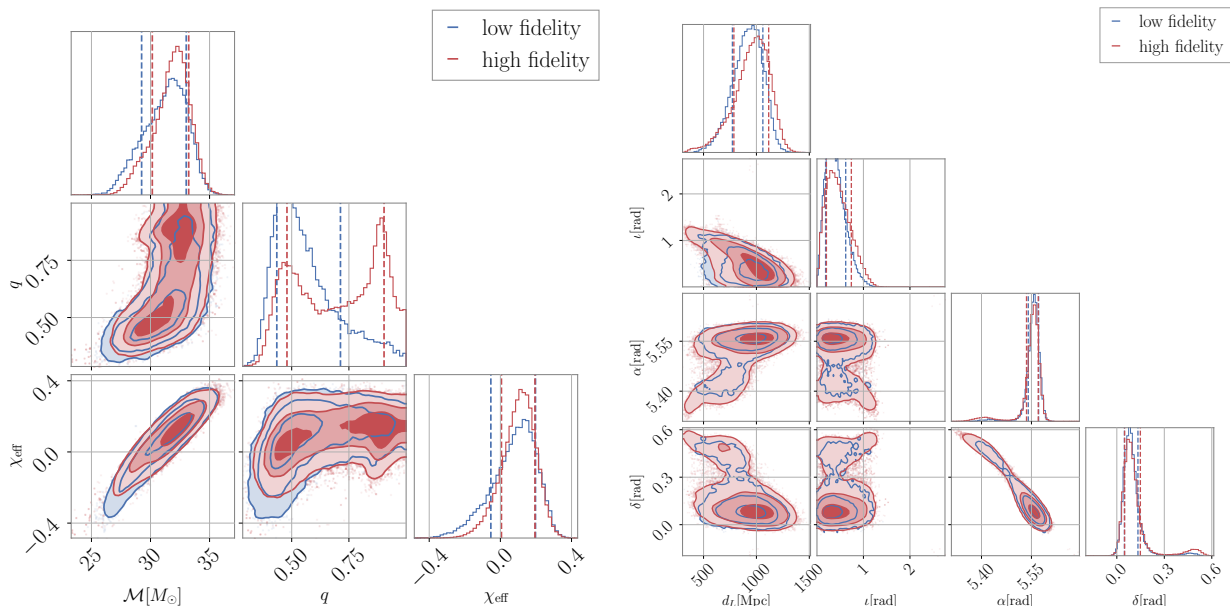 low fidelity
high fidelity
25
30
35
q
0.75
0.50
χeff
0.4
0.0
−0.4
25
30
35
M[M⊙]
0.50
0.75
q
−0.4
0.0
0.4
χeff
low fidelity
high fidelity
ι[rad]
2
1
α[rad]
5.55
5.40
δ[rad]
0.6
0.3
0.0
500
1000
1500
dL[Mpc]
1
2
ι[rad]
5.40
5.55
α[rad]
0.0
0.3
0.6
δ[rad]